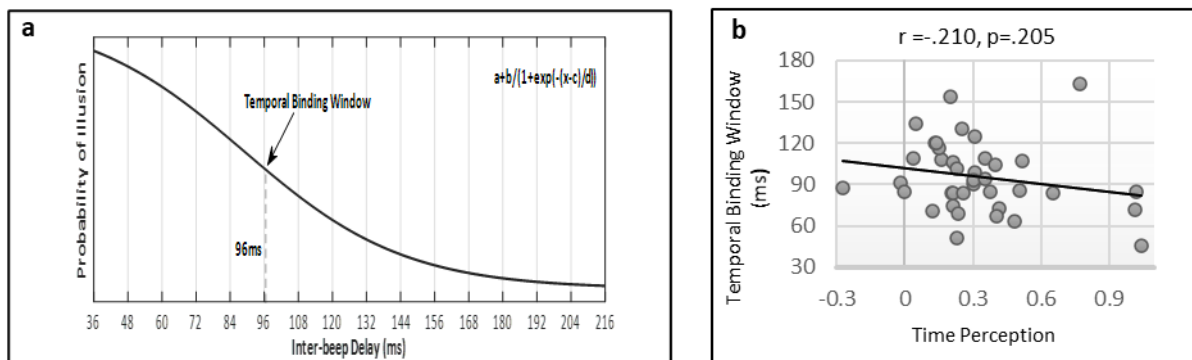 a
a+b/(1+exp(-(x-c)/d))
Temporal Binding Window
96ms
Probability of Illusion
36 48 60 72 84 96 108 120 132 144 156 168 180 192 204 216
Inter-beep Delay (ms)
b
r =-.210, p=.205
Temporal Binding Window
(ms)
180
150
120
90
60
30
-0.3 0 0.3 0.6 0.9
Time Perception